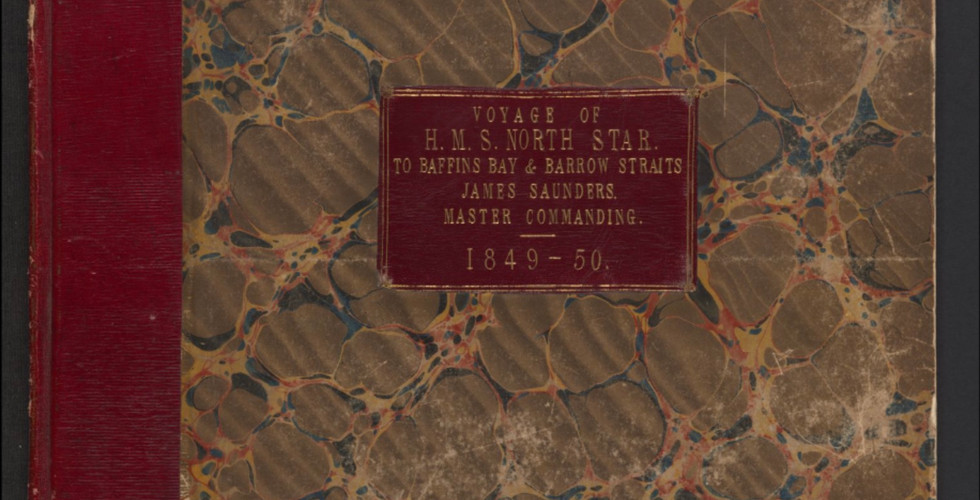 VOYAGE OF
H. M. S. NORTH STAR.
TO BAFFINS BAY & BARROW STRAITS
JAMES SAUNDERS.
MASTER COMMANDING.
1849-50.